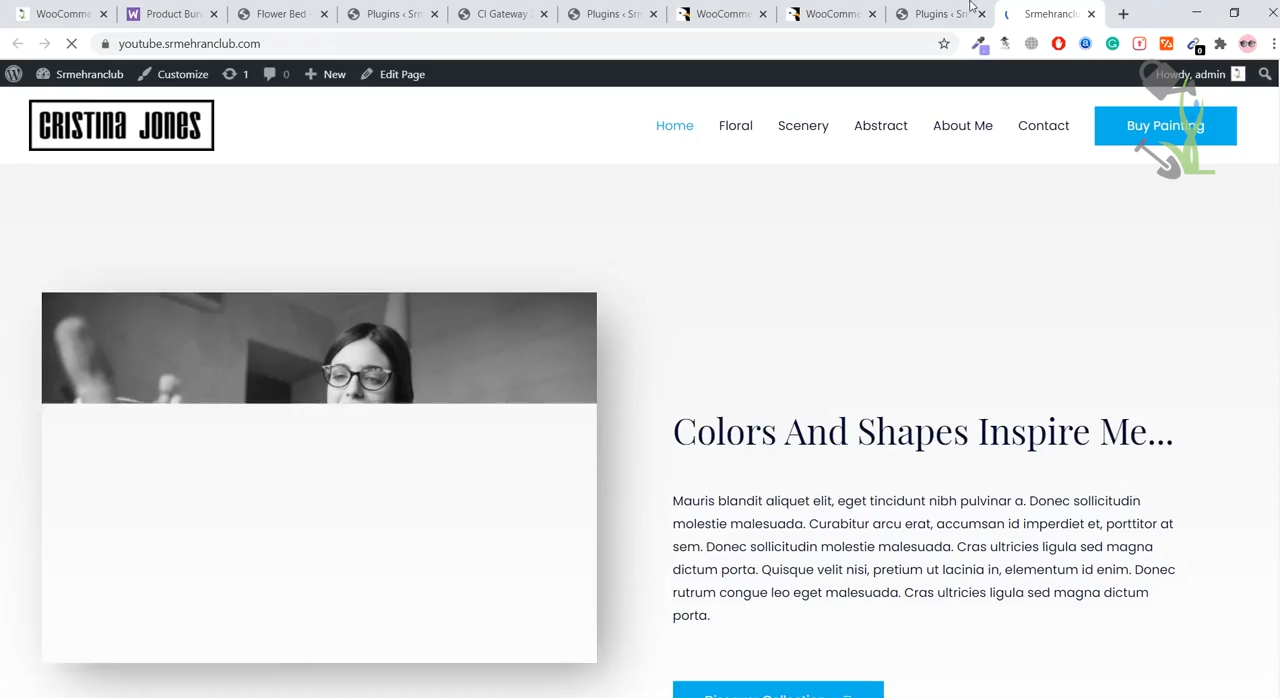 WooComme
Product Bun
Flower Bed -
Plugins ‹ Srm
CI Gateway 2
Plugins ‹ Srm
WooComme
WooComme
Plugins ‹ Srm
Srmehranclu
youtube.srmehranclub.com
Srmehranclub
Customize
1
0
New
Edit Page
Howdy, admin
CRISTINA JONES
Home
Floral
Scenery
Abstract
About Me
Contact
Buy Painting
Colors And Shapes Inspire Me...
Mauris blandit aliquet elit, eget tincidunt nibh pulvinar a. Donec sollicitudin
molestie malesuada. Curabitur arcu erat, accumsan id imperdiet et, porttitor at
sem. Donec sollicitudin molestie malesuada. Cras ultricies ligula sed magna
dictum porta. Quisque velit nisi, pretium ut lacinia in, elementum id enim. Donec
rutrum congue leo eget malesuada. Cras ultricies ligula sed magna dictum
porta.